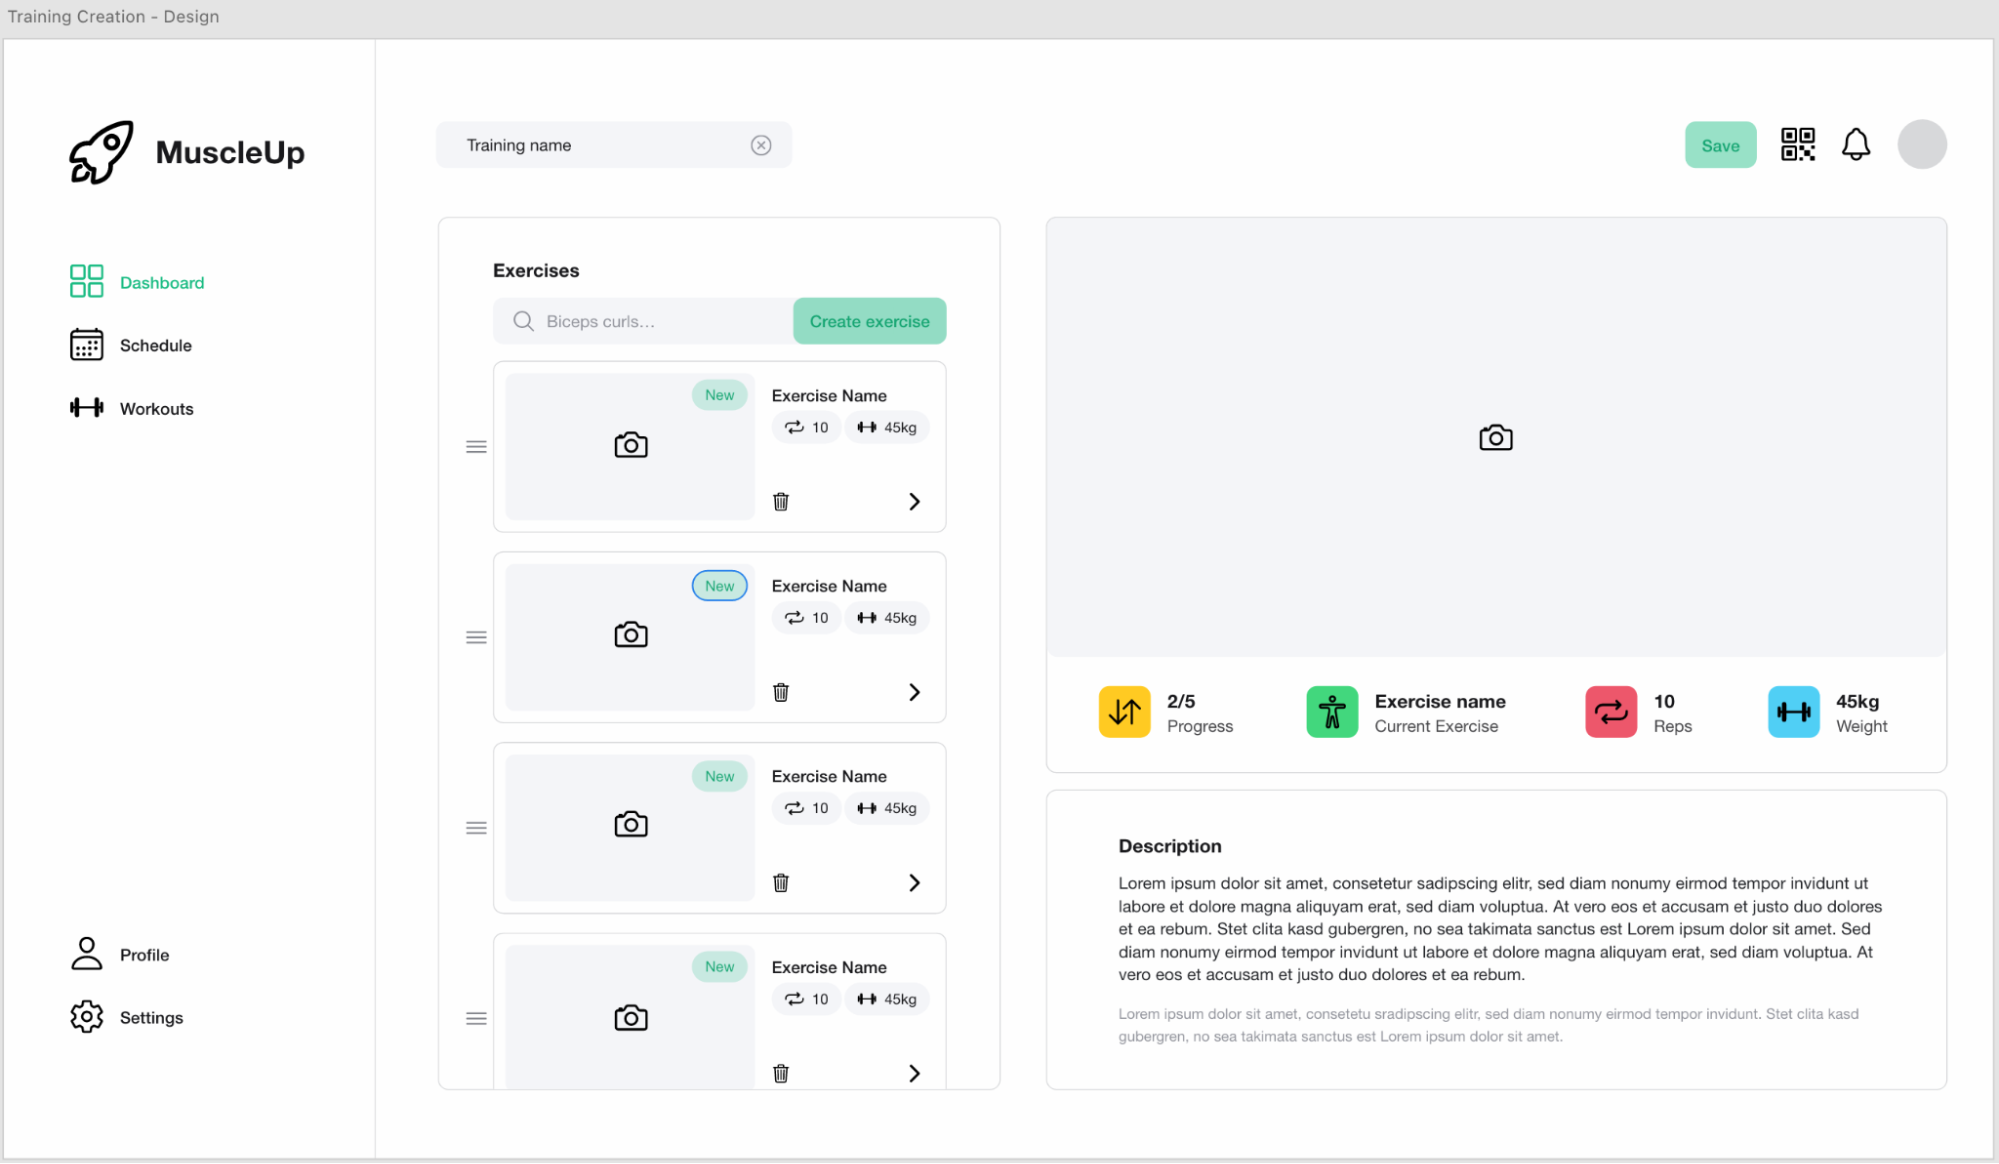 Training Creation - Design
MuscleUp
Dashboard
Schedule
Workouts
Profile
Settings
Training name
Save
Exercises
Biceps curls...
Create exercise
New
Exercise Name
10
45kg
New
Exercise Name
10
45kg
New
Exercise Name
10
45kg
New
Exercise Name
10
45kg
2/5
Progress
Exercise name
Current Exercise
10
Reps
45kg
Weight
Description
Lorem ipsum dolor sit amet, consetetur sadipscing elitr, sed diam nonumy eirmod tempor invidunt ut
labore et dolore magna aliquyam erat, sed diam voluptua. At vero eos et accusam et justo duo dolores
et ea rebum. Stet clita kasd gubergren, no sea takimata sanctus est Lorem ipsum dolor sit amet. Sed
diam nonumy eirmod tempor invidunt ut labore et dolore magna aliquyam erat, sed diam voluptua. At
vero eos et accusam et justo duo dolores et ea rebum.
Lorem ipsum dolor sit amet, consetetu sradipscing elitr, sed diam nonumy eirmod tempor invidunt. Stet clita kasd
gubergren, no sea takimata sanctus est Lorem ipsum dolor sit amet.